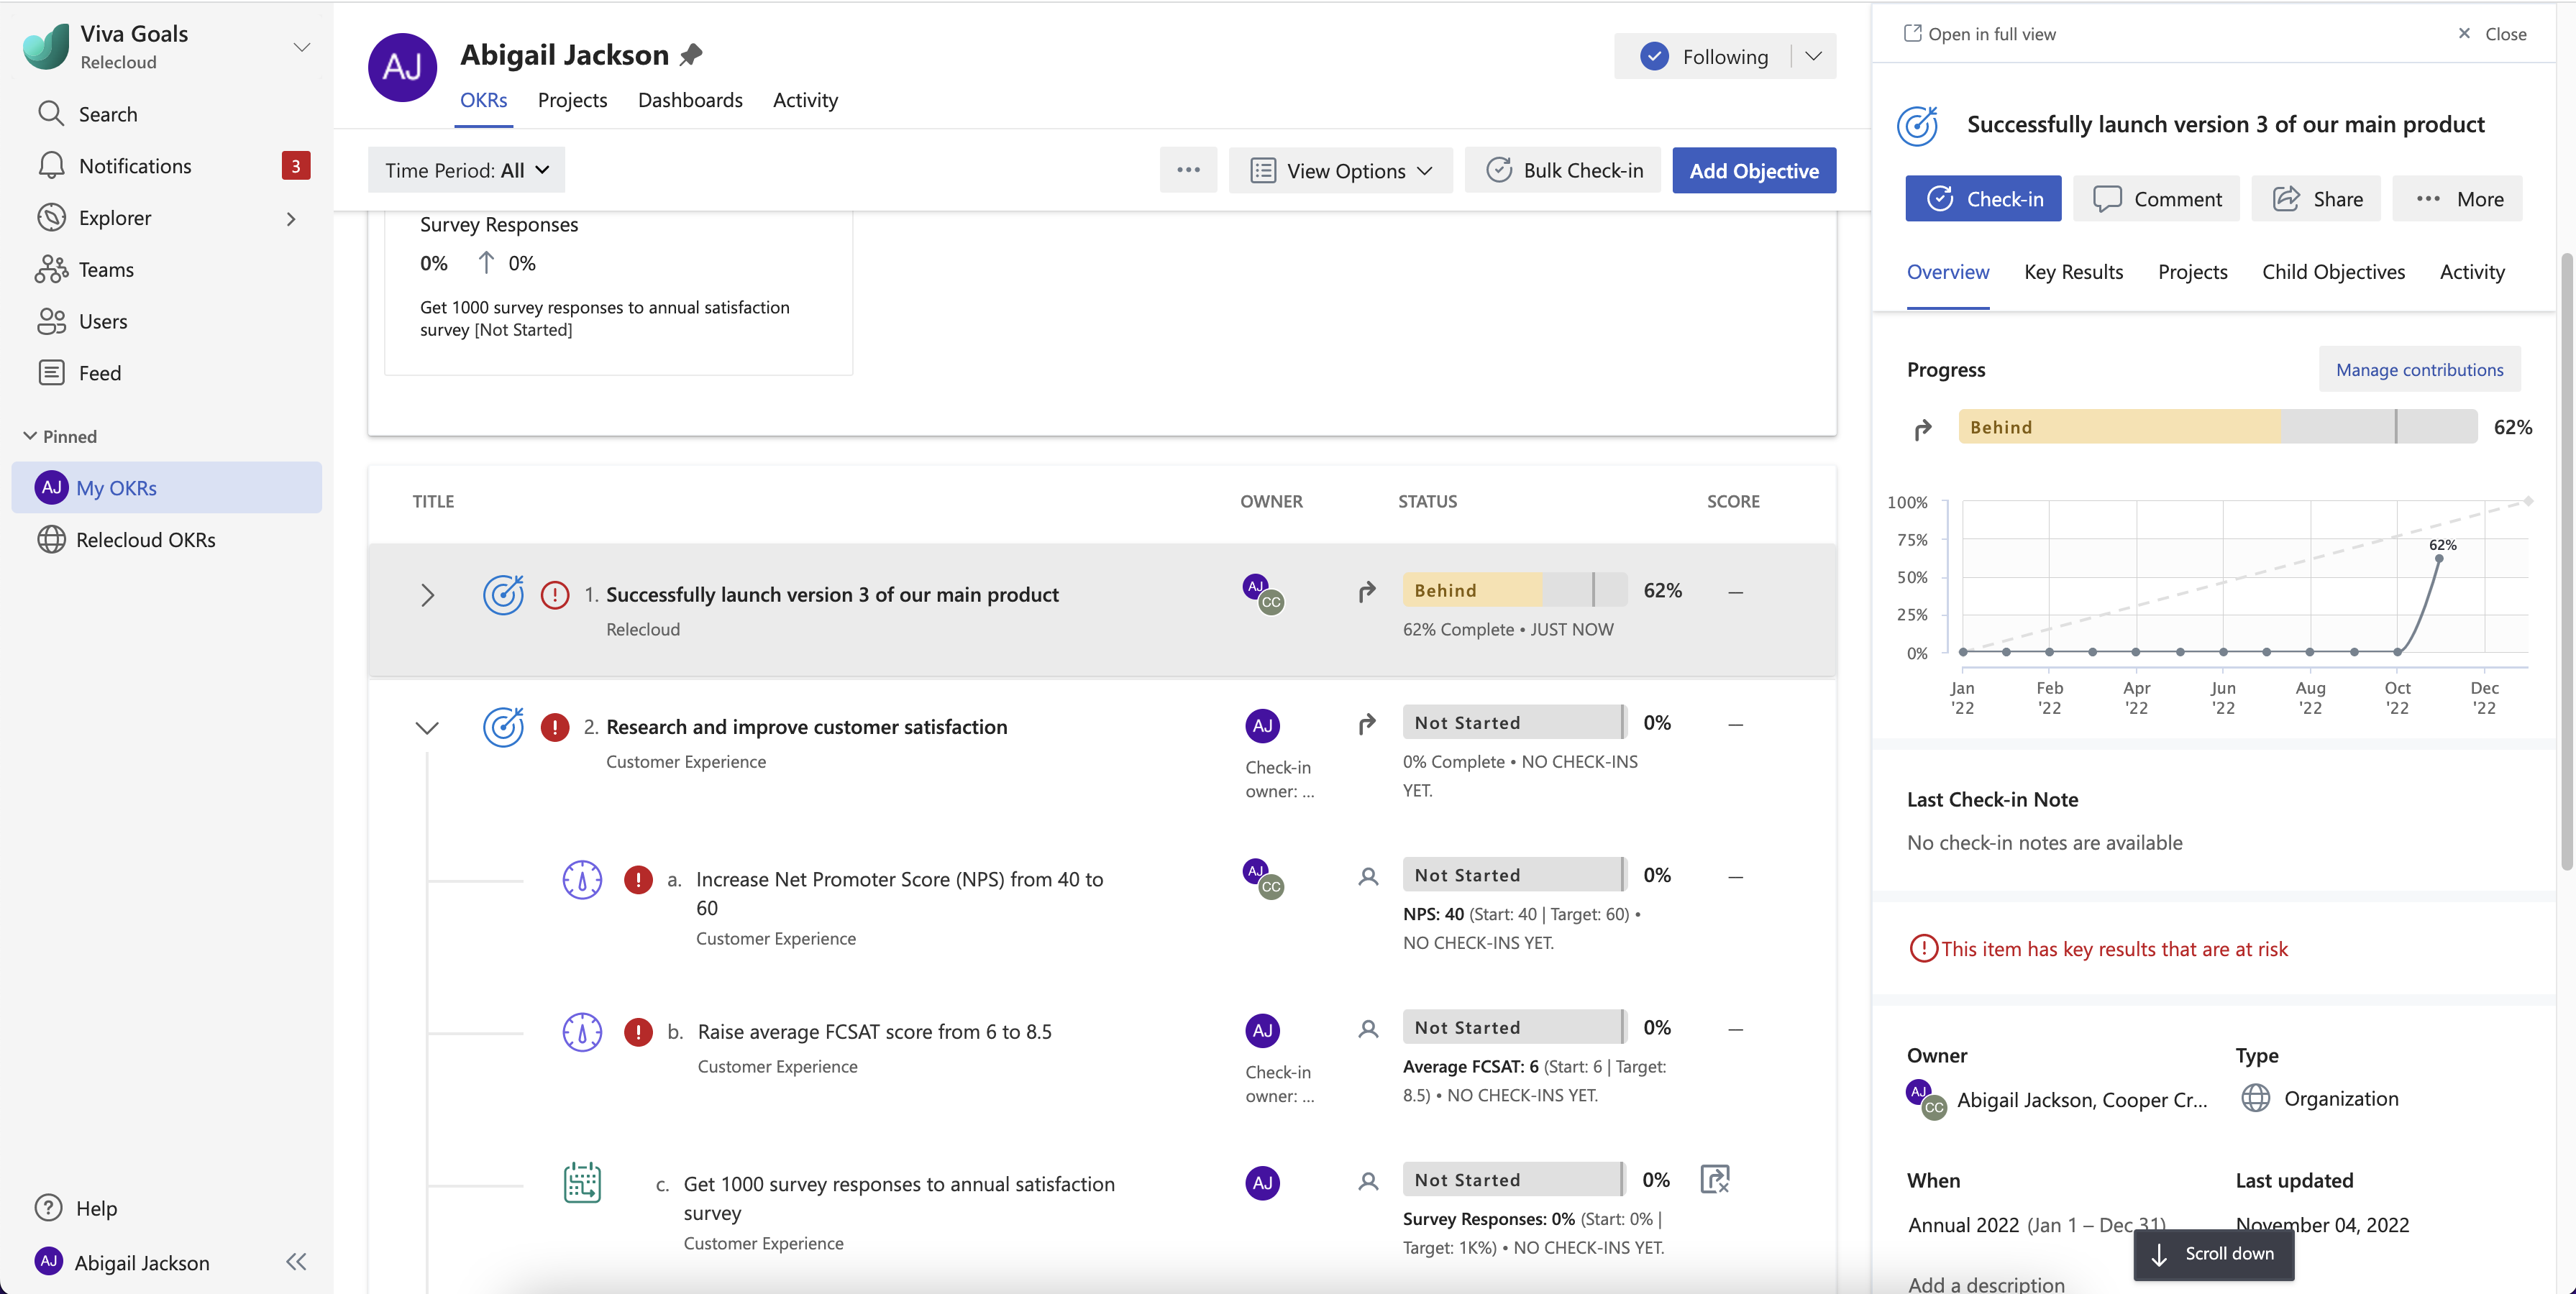 Viva Goals
Relecloud
Search
Notifications
3
Explorer
Teams
Users
Feed
Pinned
AJ My OKRs
Relecloud OKRs
? Help
AJ Abigail Jackson
AJ
Abigail Jackson
OKRs Projects Dashboards Activity
Following
Time Period: All
View Options
Bulk Check-in
Add Objective
Survey Responses
0% ↑ 0%
Get 1000 survey responses to annual satisfaction
survey [Not Started]
TITLE OWNER STATUS SCORE
1. Successfully launch version 3 of our main product
Relecloud
AJ
CC
Behind 62% —
62% Complete • JUST NOW
2. Research and improve customer satisfaction
Customer Experience
AJ
Check-in
owner: ...
Not Started 0% —
0% Complete • NO CHECK-INS
YET.
a. Increase Net Promoter Score (NPS) from 40 to
60
Customer Experience
AJ
CC
Not Started 0% —
NPS: 40 (Start: 40 | Target: 60) •
NO CHECK-INS YET.
b. Raise average FCSAT score from 6 to 8.5
Customer Experience
AJ
Check-in
owner: ...
Not Started 0% —
Average FCSAT: 6 (Start: 6 | Target:
8.5) • NO CHECK-INS YET.
c. Get 1000 survey responses to annual satisfaction
survey
Customer Experience
AJ
Not Started 0%
Survey Responses: 0% (Start: 0% |
Target: 1K%) • NO CHECK-INS YET.
Open in full view
× Close
Successfully launch version 3 of our main product
Check-in
Comment
Share
More
Overview Key Results Projects Child Objectives Activity
Progress
Manage contributions
Behind 62%
100%
75%
50%
25%
0%
62%
Jan Feb Apr Jun Aug Oct Dec
'22 '22 '22 '22 '22 '22 '22
Last Check-in Note
No check-in notes are available
This item has key results that are at risk
Owner
AJ
CC
Abigail Jackson, Cooper Cr...
Type
Organization
When
Annual 2022 (Jan 1 – Dec 31)
Last updated
November 04, 2022
Scroll down
Add a description